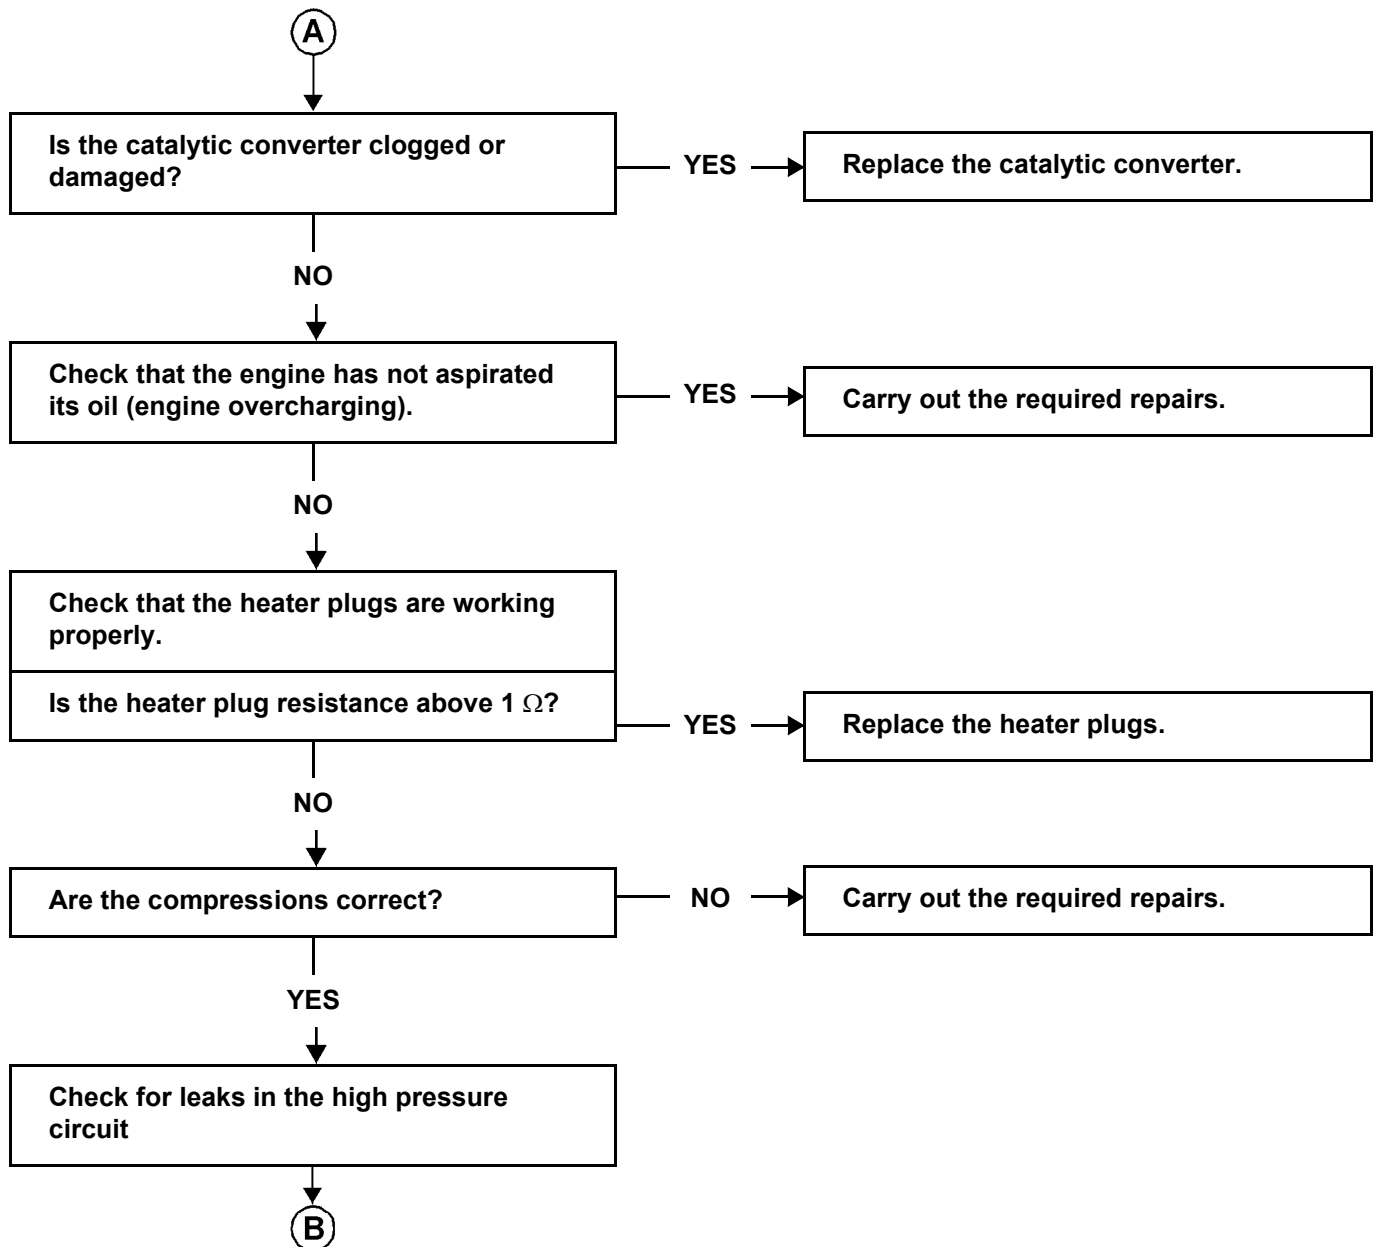 A
Is the catalytic converter clogged or
damaged?
YES
Replace the catalytic converter.
NO
Check that the engine has not aspirated
its oil (engine overcharging).
YES
Carry out the required repairs.
NO
Check that the heater plugs are working
properly.
Is the heater plug resistance above 1 Ω?
YES
Replace the heater plugs.
NO
Are the compressions correct?
NO
Carry out the required repairs.
YES
Check for leaks in the high pressure
circuit
B